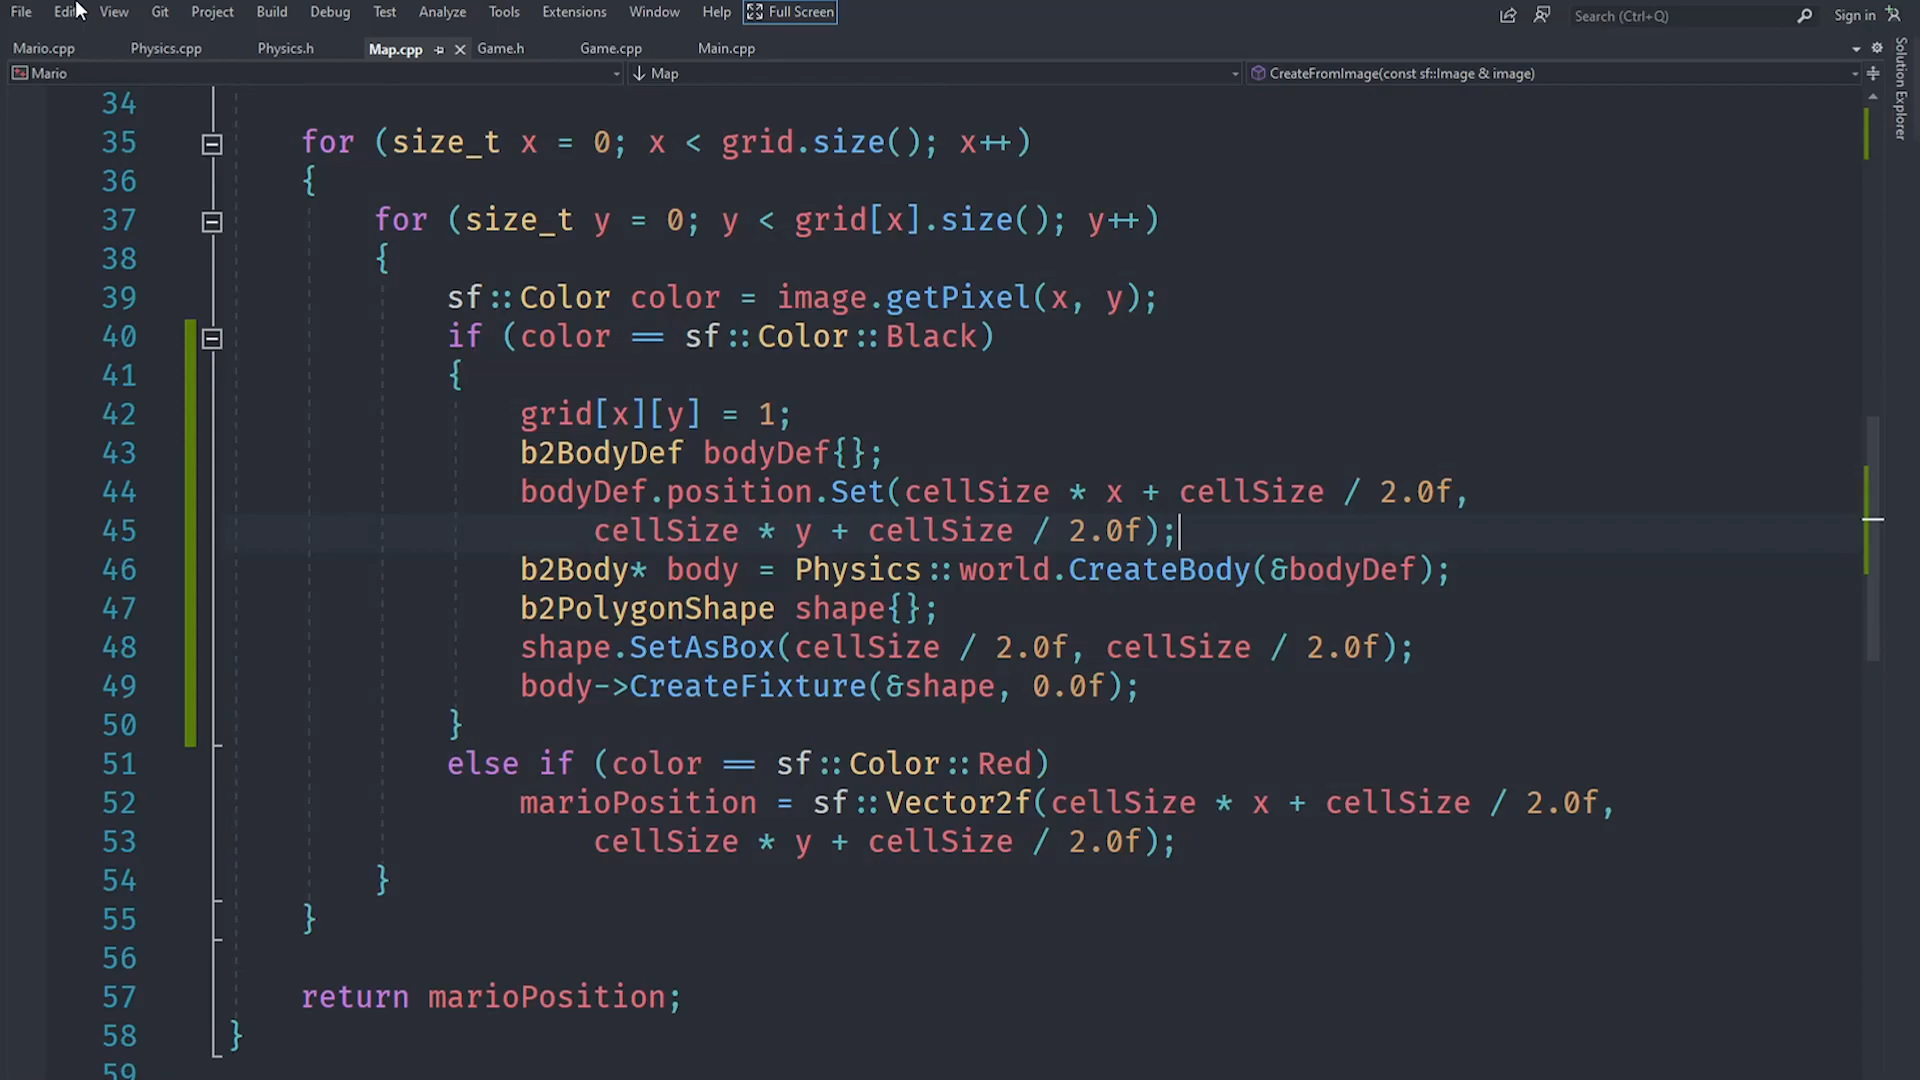 File Edit View Git Project Build Debug Test Analyze Tools Extensions Window Help Full Screen Search (Ctrl+Q) Sign in
Mario.cpp Physics.cpp Physics.h Map.cpp Game.h Game.cpp Main.cpp
Mario Map CreateFromImage(const sf::Image & image)
Solution Explorer
34
35 for (size_t x = 0; x < grid.size(); x++)
36 {
37 for (size_t y = 0; y < grid[x].size(); y++)
38 {
39 sf::Color color = image.getPixel(x, y);
40 if (color == sf::Color::Black)
41 {
42 grid[x][y] = 1;
43 b2BodyDef bodyDef{};
44 bodyDef.position.Set(cellSize * x + cellSize / 2.0f,
45 cellSize * y + cellSize / 2.0f);
46 b2Body* body = Physics::world.CreateBody(&bodyDef);
47 b2PolygonShape shape{};
48 shape.SetAsBox(cellSize / 2.0f, cellSize / 2.0f);
49 body->CreateFixture(&shape, 0.0f);
50 }
51 else if (color == sf::Color::Red)
52 marioPosition = sf::Vector2f(cellSize * x + cellSize / 2.0f,
53 cellSize * y + cellSize / 2.0f);
54 }
55 }
56
57 return marioPosition;
58 }
59